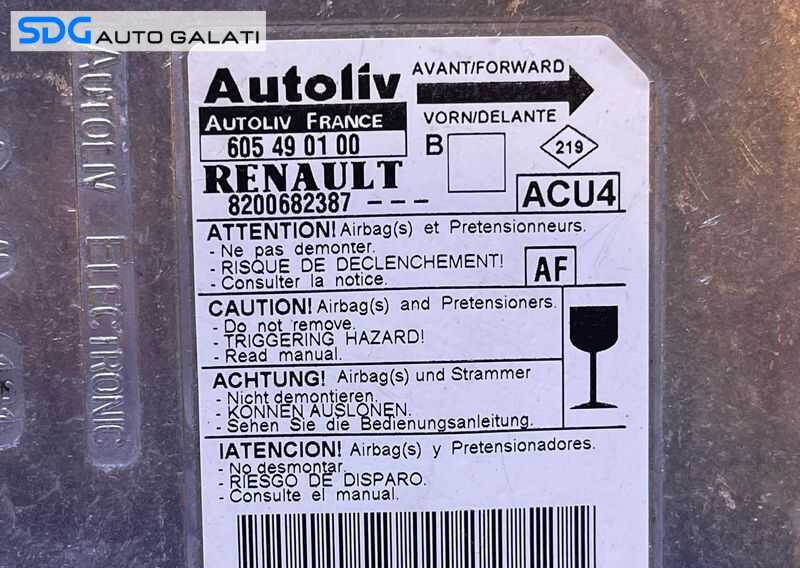 SDG AUTO GALATI
AUTOLIV ELECTRONIC
Autoliv
AVANT/FORWARD
AUTOLIV FRANCE
VORN/DELANTE
605 49 01 00
B
219
RENAULT
8200682387 ---
ACU4
ATTENTION! Airbag(s) et Pretensionneurs.
- Ne pas demonter.
- RISQUE DE DECLENCHEMENT!
- Consulter la notice.
AF
CAUTION! Airbag(s) and Pretensioners.
- Do not remove.
- TRIGGERING HAZARD!
- Read manual.
ACHTUNG! Airbag(s) und Strammer
- Nicht demontieren.
- KONNEN AUSLONEN.
- Sehen Sie die Bedienungsanleitung.
IATENCION! Airbag(s) y Pretensionadores.
- No desmontar.
- RIESGO DE DISPARO.
- Consulte el manual.